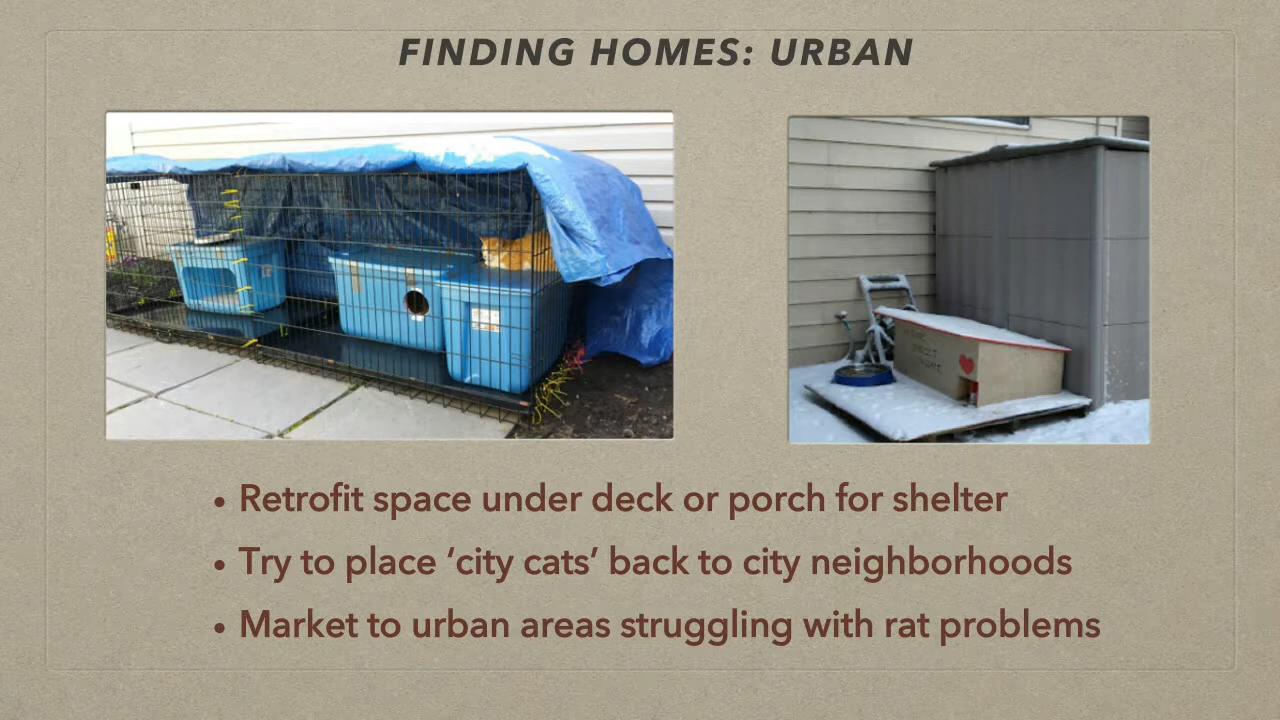 FINDING HOMES: URBAN
• Retrofit space under deck or porch for shelter
• Try to place ‘city cats’ back to city neighborhoods
• Market to urban areas struggling with rat problems